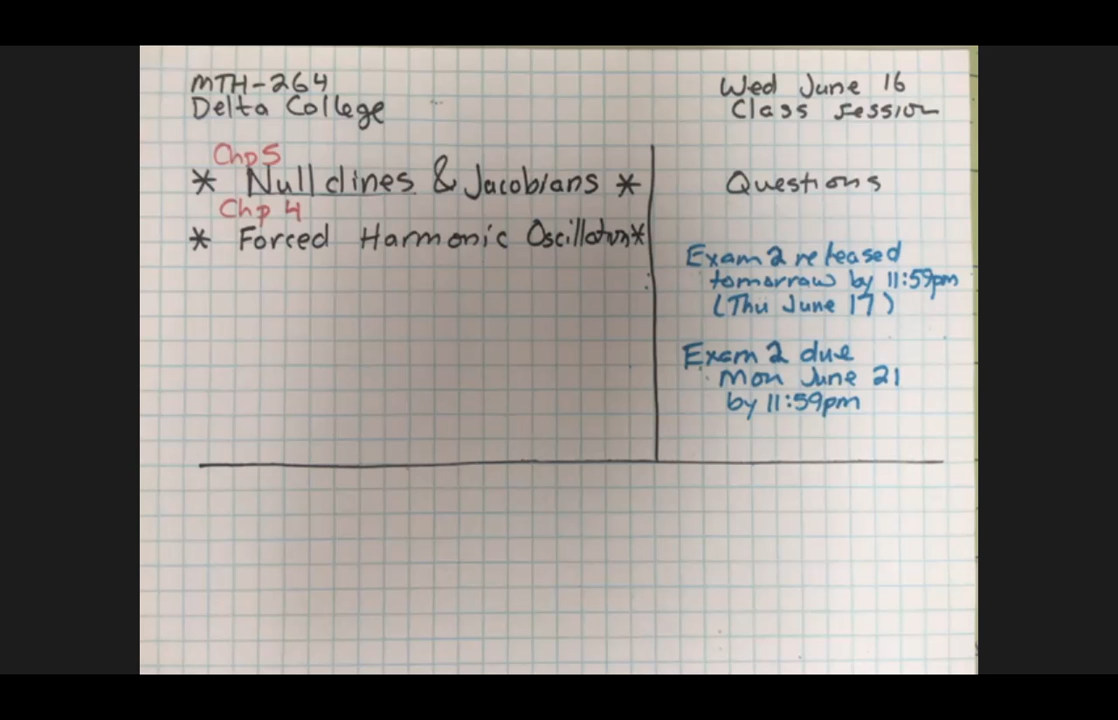 MTH-264
Delta College
Wed June 16
Class session
Chp 5
* Nullclines & Jacobians *
Chp 4
* Forced Harmonic Oscillators *
Questions
Exam 2 released
tomorrow by 11:59pm
(Thu June 17)
Exam 2 due
Mon June 21
by 11:59pm